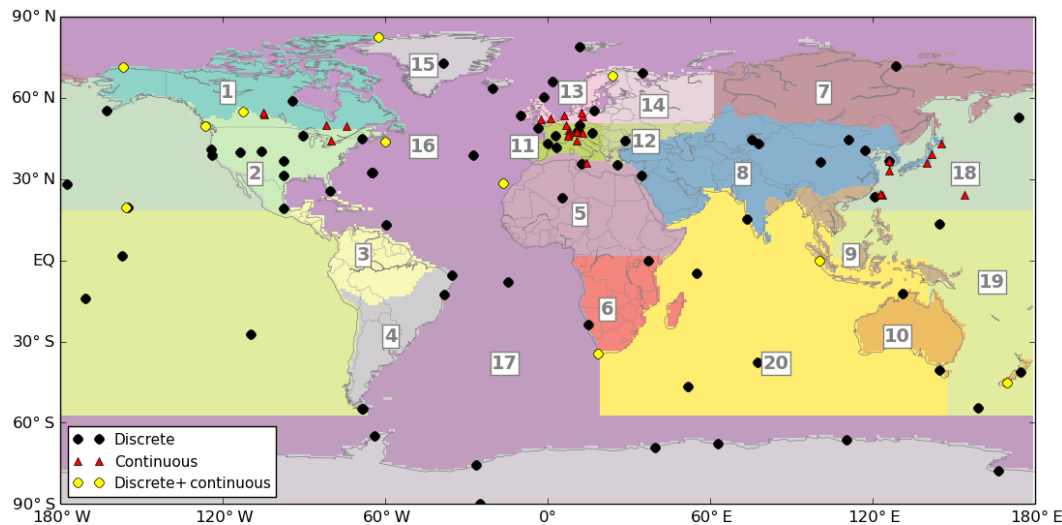 90° N
60° N
30° N
EQ
30° S
60° S
90° S
180° W
120° W
60° W
0°
60° E
120° E
180° E
1
2
3
4
5
6
7
8
9
10
11
12
13
14
15
16
17
18
19
20
Discrete
Continuous
Discrete+ continuous